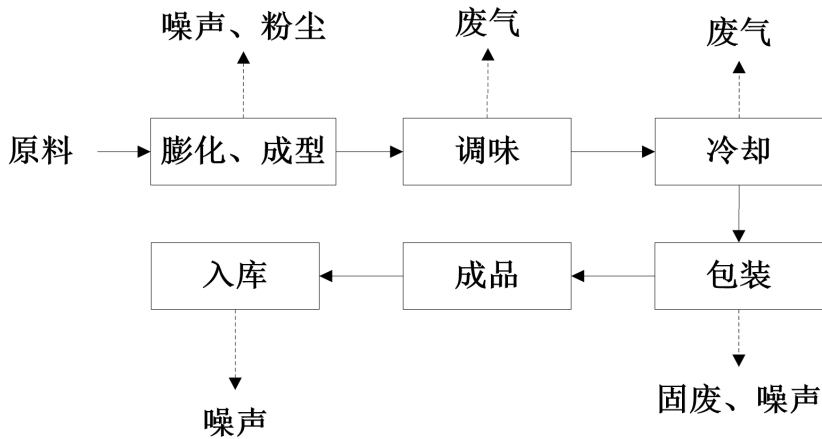 噪声、粉尘
废气
废气
原料
膨化、成型
调味
冷却
入库
成品
包装
噪声
固废、噪声